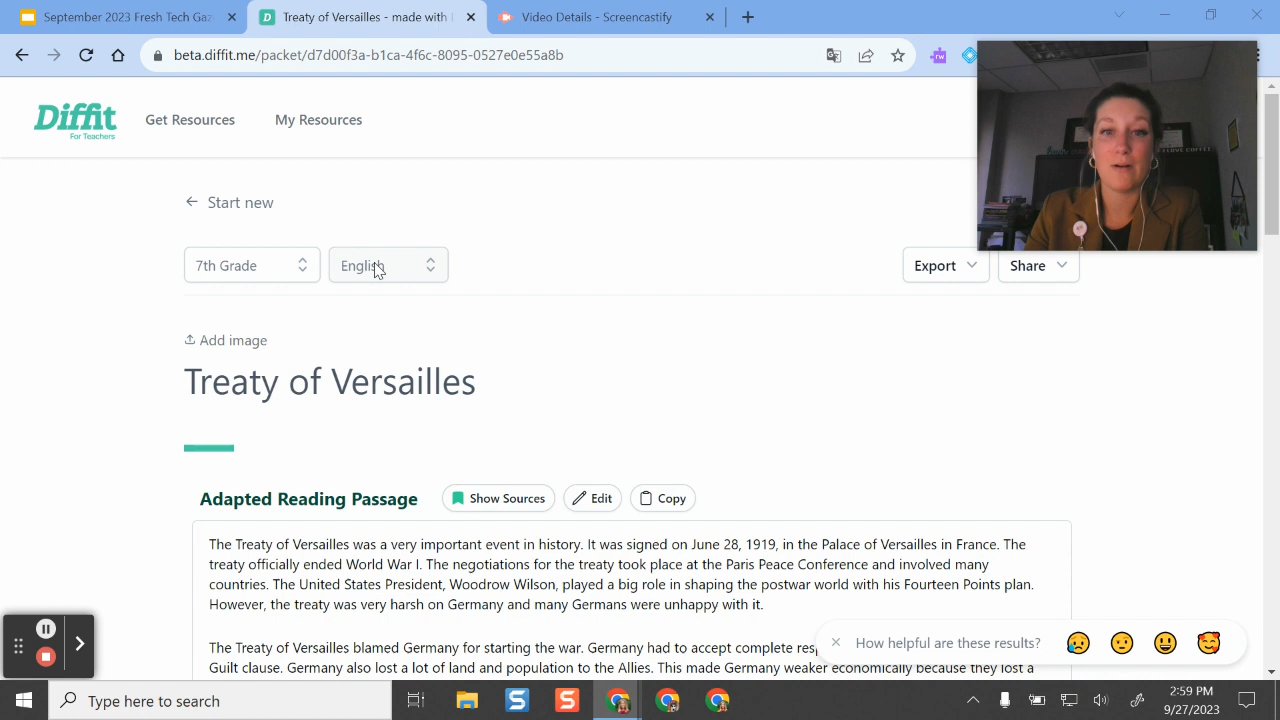 September 2023 Fresh Tech Gaz
Treaty of Versailles - made with
Video Details - Screencastify
beta.diffit.me/packet/d7d00f3a-b1ca-4f6c-8095-0527e0e55a8b
rw
Diffit
For Teachers
Get Resources
My Resources
I LOVE COFFEE
Start new
7th Grade
English
Export
Share
Add image
Treaty of Versailles
Adapted Reading Passage
Show Sources
Edit
Copy
The Treaty of Versailles was a very important event in history. It was signed on June 28, 1919, in the Palace of Versailles in France. The
treaty officially ended World War I. The negotiations for the treaty took place at the Paris Peace Conference and involved many
countries. The United States President, Woodrow Wilson, played a big role in shaping the postwar world with his Fourteen Points plan.
However, the treaty was very harsh on Germany and many Germans were unhappy with it.
The Treaty of Versailles blamed Germany for starting the war. Germany had to accept complete resp
Guilt clause. Germany also lost a lot of land and population to the Allies. This made Germany weaker economically because they lost a
How helpful are these results?
Type here to search
2:59 PM
9/27/2023